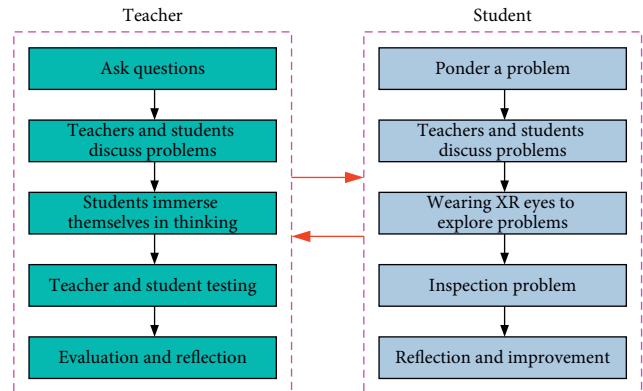 Teacher
Ask questions
Teachers and students
discuss problems
Students immerse
themselves in thinking
Teacher and student testing
Evaluation and reflection
Student
Ponder a problem
Teachers and students
discuss problems
Wearing XR eyes to
explore problems
Inspection problem
Reflection and improvement